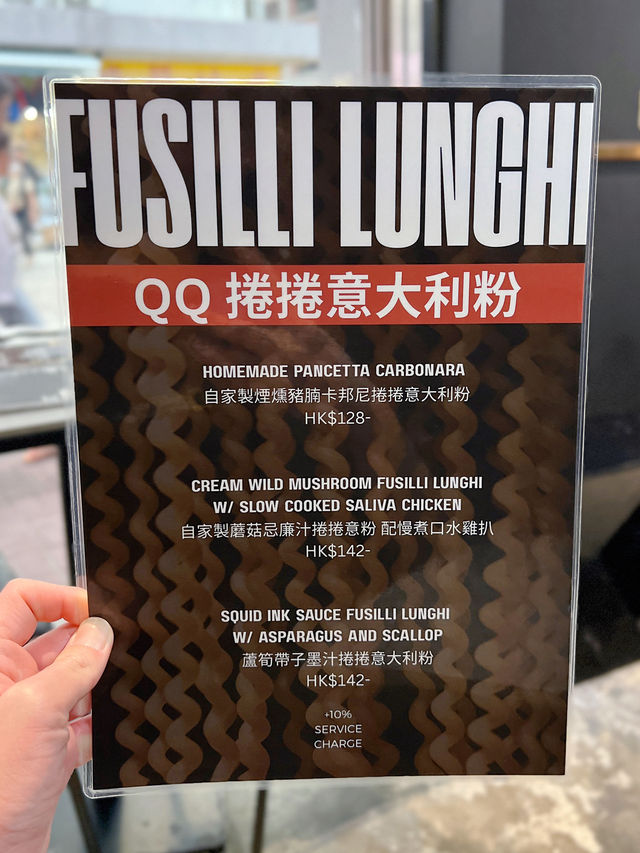 FUSILLI LUNGHI
QQ 捲捲意大利粉
HOMEMADE PANCETTA CARBONARA
自家製煙燻豬腩卡邦尼捲捲意大利粉
HK$128-
CREAM WILD MUSHROOM FUSILLI LUNGHI
W/ SLOW COOKED SALIVA CHICKEN
自家製蘑菇忌廉汁捲捲意粉 配慢煮口水雞扒
HK$142-
SQUID INK SAUCE FUSILLI LUNGHI
W/ ASPARAGUS AND SCALLOP
蘆筍帶子墨汁捲捲意大利粉
HK$142-
+10%
SERVICE
CHARGE